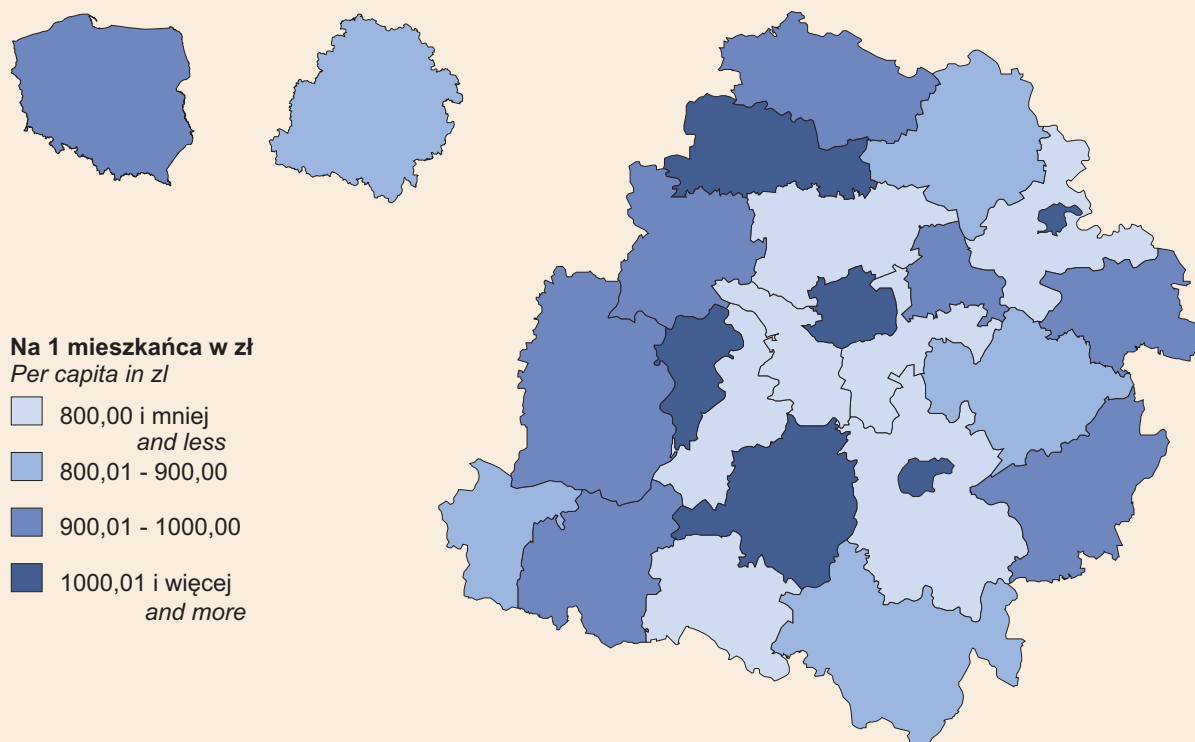 Na 1 mieszkańca w zł
Per capita in zl
800,00 i mniej
and less
800,01 - 900,00
900,01 - 1000,00
1000,01 i więcej
and more